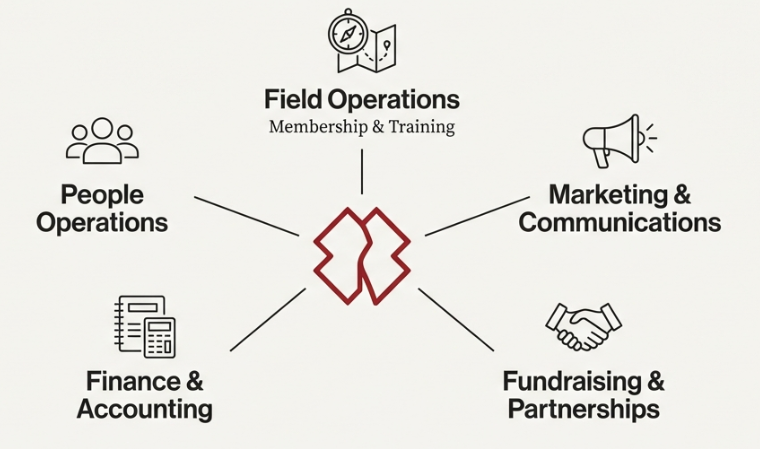 Field Operations
Membership & Training
People
Operations
Marketing &
Communications
Finance &
Accounting
Fundraising &
Partnerships